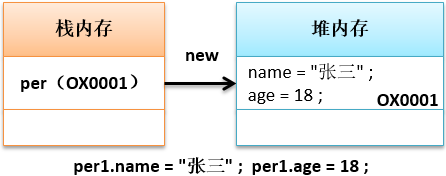 栈内存
per（OX0001）
new
堆内存
name = "张三" ;
age = 18 ;
OX0001
per1.name = "张三" ; per1.age = 18 ;